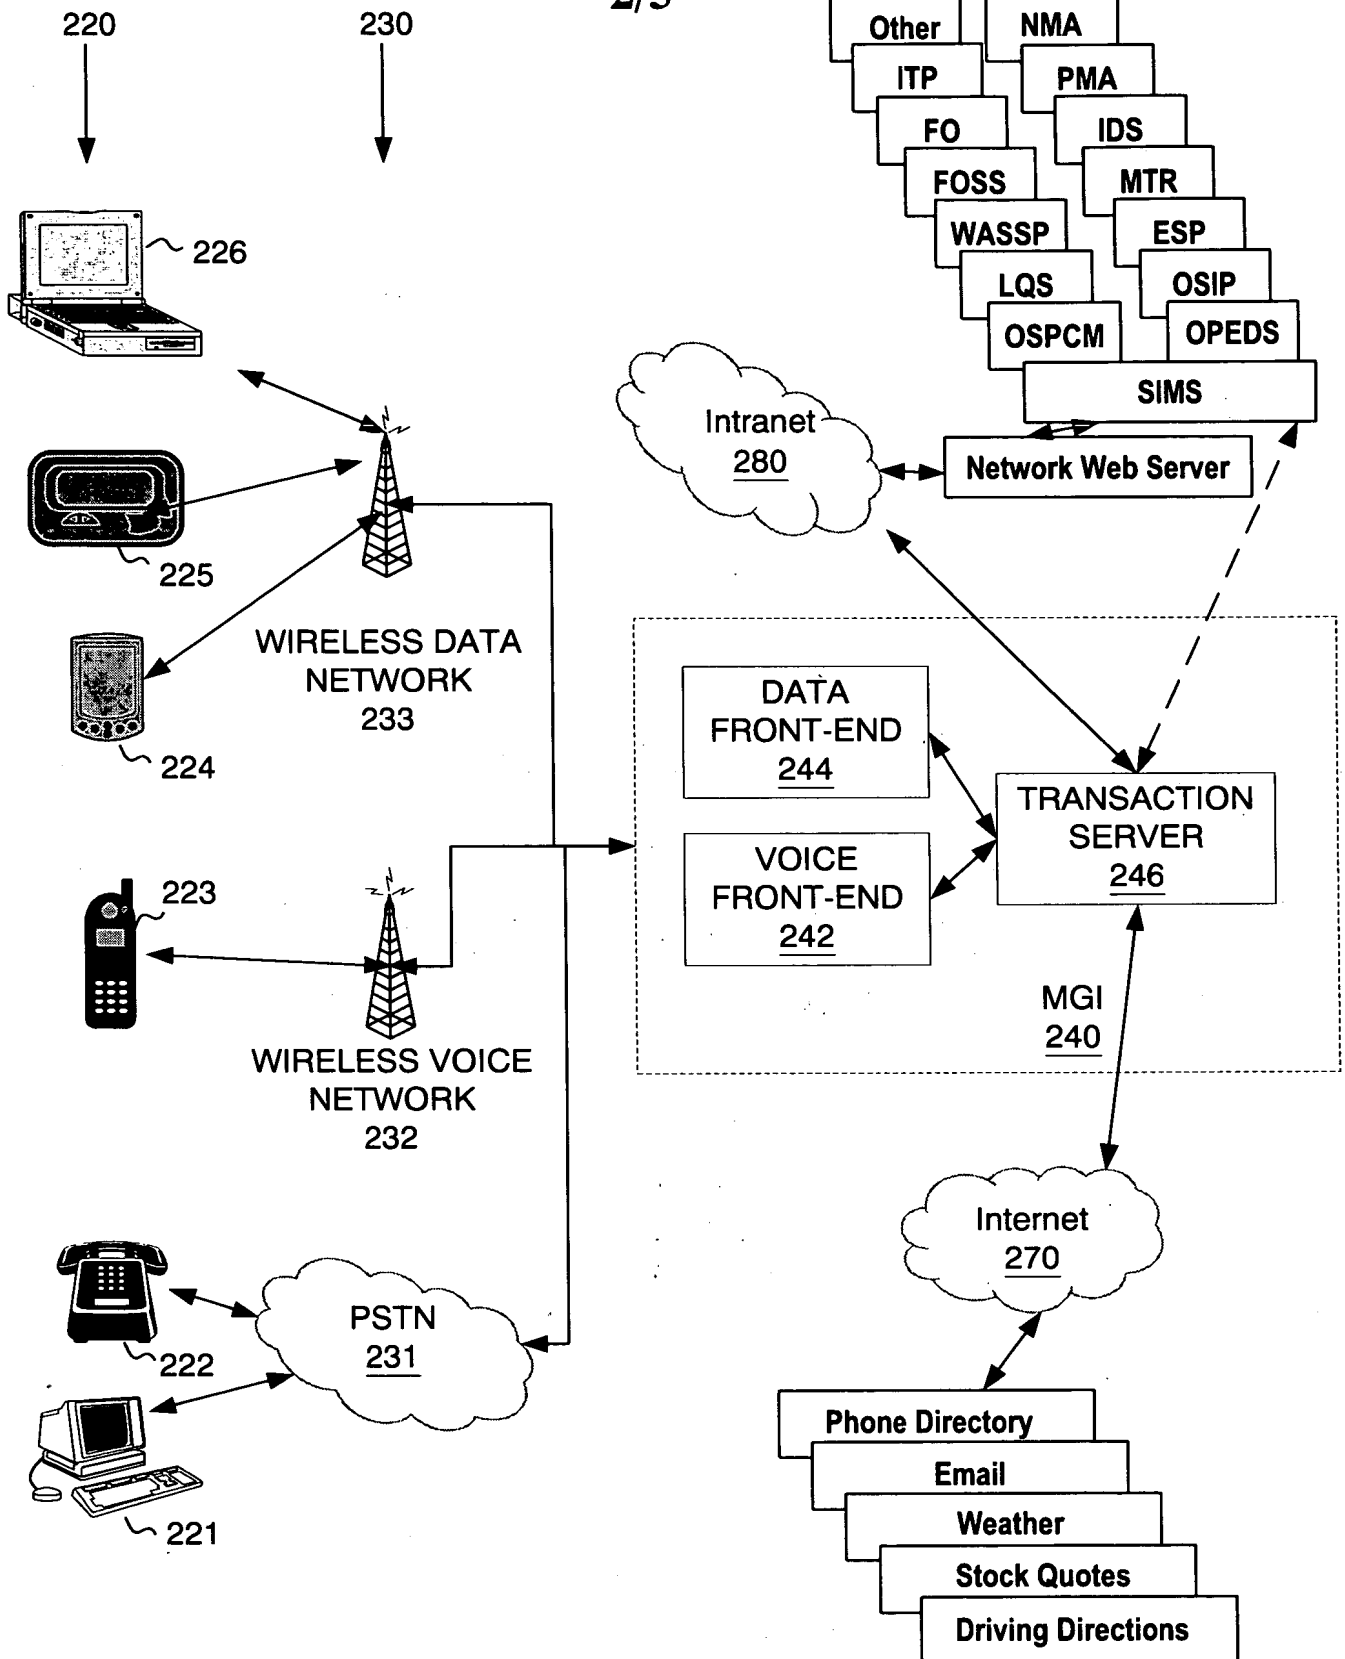 2/3
220
230
Other
NMA
ITP
PMA
FO
IDS
FOSS
MTR
WASSP
ESP
LQS
OSIP
OSPCM
OPEDS
SIMS
Network Web Server
Intranet
280
226
225
224
WIRELESS DATA
NETWORK
233
DATA
FRONT-END
244
VOICE
FRONT-END
242
TRANSACTION
SERVER
246
MGI
240
223
WIRELESS VOICE
NETWORK
232
Internet
270
PSTN
231
222
221
Phone Directory
Email
Weather
Stock Quotes
Driving Directions